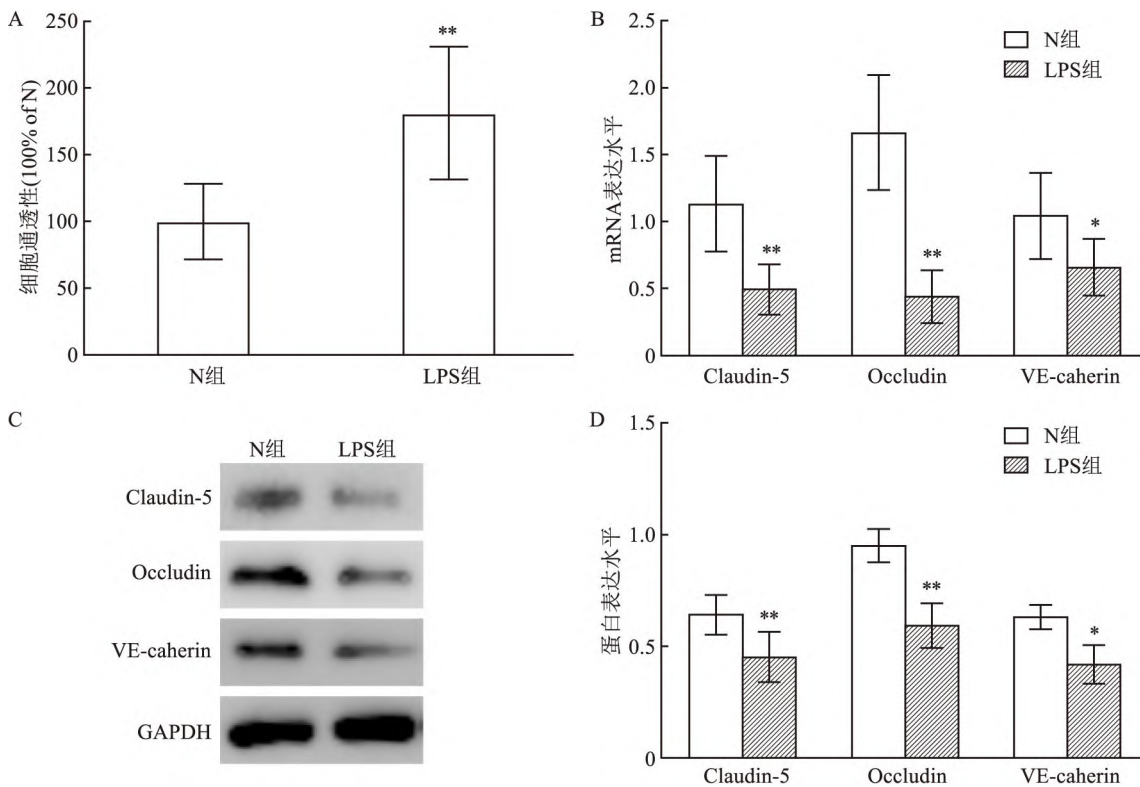 A
细胞通透性(100% of N)
250
200
150
100
50
0
**
N组
LPS组
B
mRNA表达水平
2.5
2.0
1.5
1.0
0.5
0
N组
LPS组
**
**
*
Claudin-5
Occludin
VE-caherin
C
N组
LPS组
Claudin-5
Occludin
VE-caherin
GAPDH
D
蛋白表达水平
1.5
1.0
0.5
0
N组
LPS组
**
**
*
Claudin-5
Occludin
VE-caherin